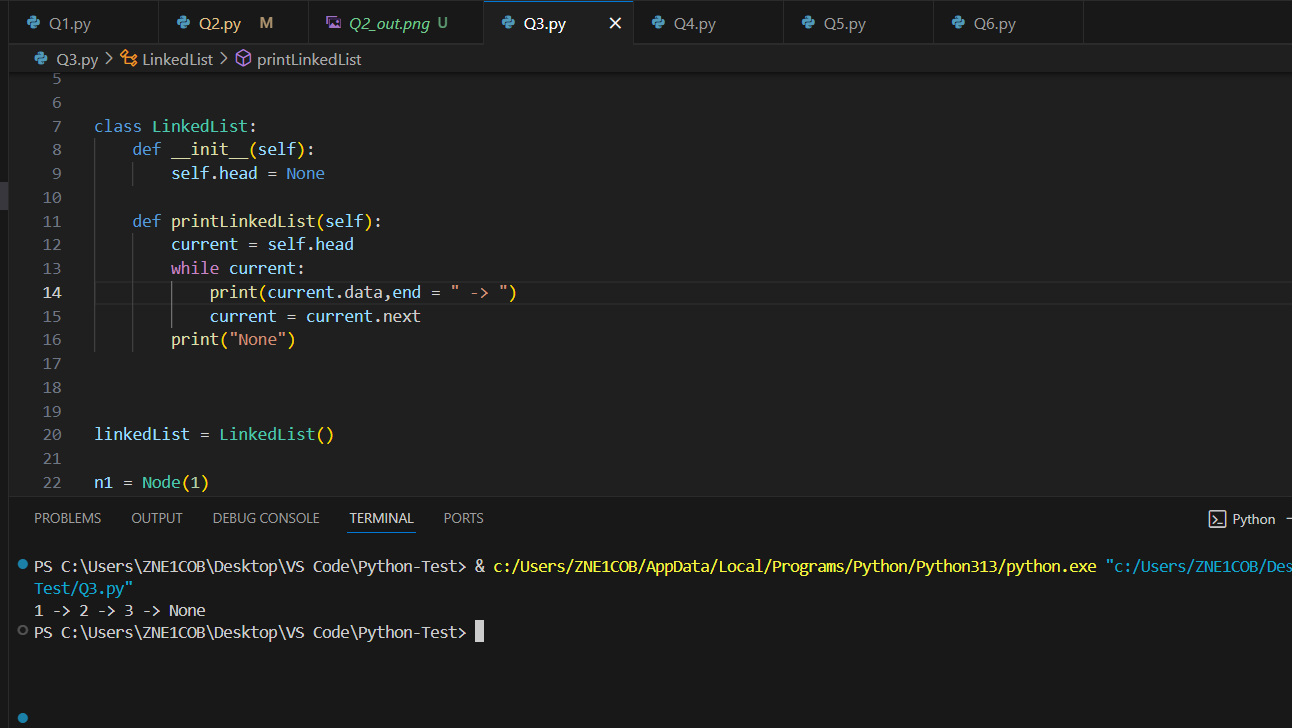 Q1.py Q2.py M Q2_out.png U Q3.py Q4.py Q5.py Q6.py
Q3.py LinkedList printLinkedList
5
6
7 class LinkedList:
8     def __init__(self):
9         self.head = None
10
11     def printLinkedList(self):
12         current = self.head
13         while current:
14             print(current.data,end = " -> ")
15             current = current.next
16         print("None")
17
18
19
20 linkedList = LinkedList()
21
22 n1 = Node(1)
PROBLEMS OUTPUT DEBUG CONSOLE TERMINAL PORTS Python
PS C:\Users\ZNE1COB\Desktop\VS Code\Python-Test> & c:/Users/ZNE1COB/AppData/Local/Programs/Python/Python313/python.exe "c:/Users/ZNE1COB/Des
Test/Q3.py"
1 -> 2 -> 3 -> None
PS C:\Users\ZNE1COB\Desktop\VS Code\Python-Test>